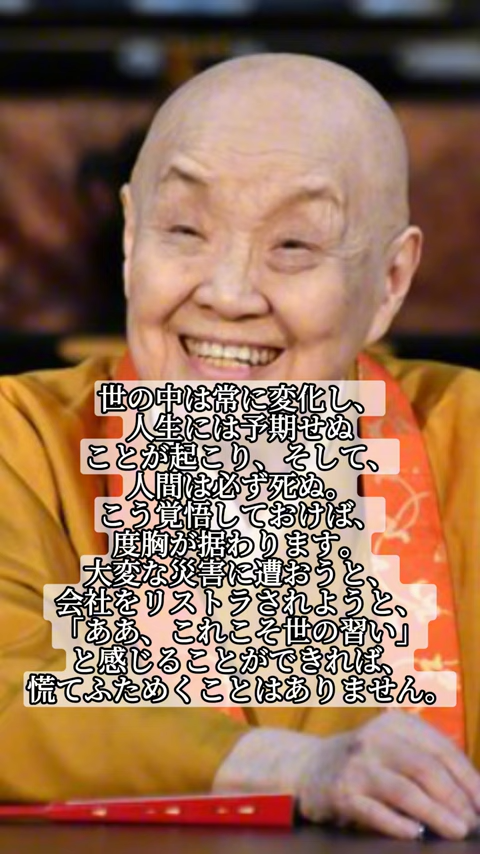 世の中は常に変化し、
人生には予期せぬ
ことが起こり、そして、
人間は必ず死ぬ。
こう覚悟しておけば、
度胸が据わります。
大変な災害に遭おうと、
会社をリストラされようと、
「ああ、これこそ世の習い」
と感じることができれば、
慌てふためくことはありません。